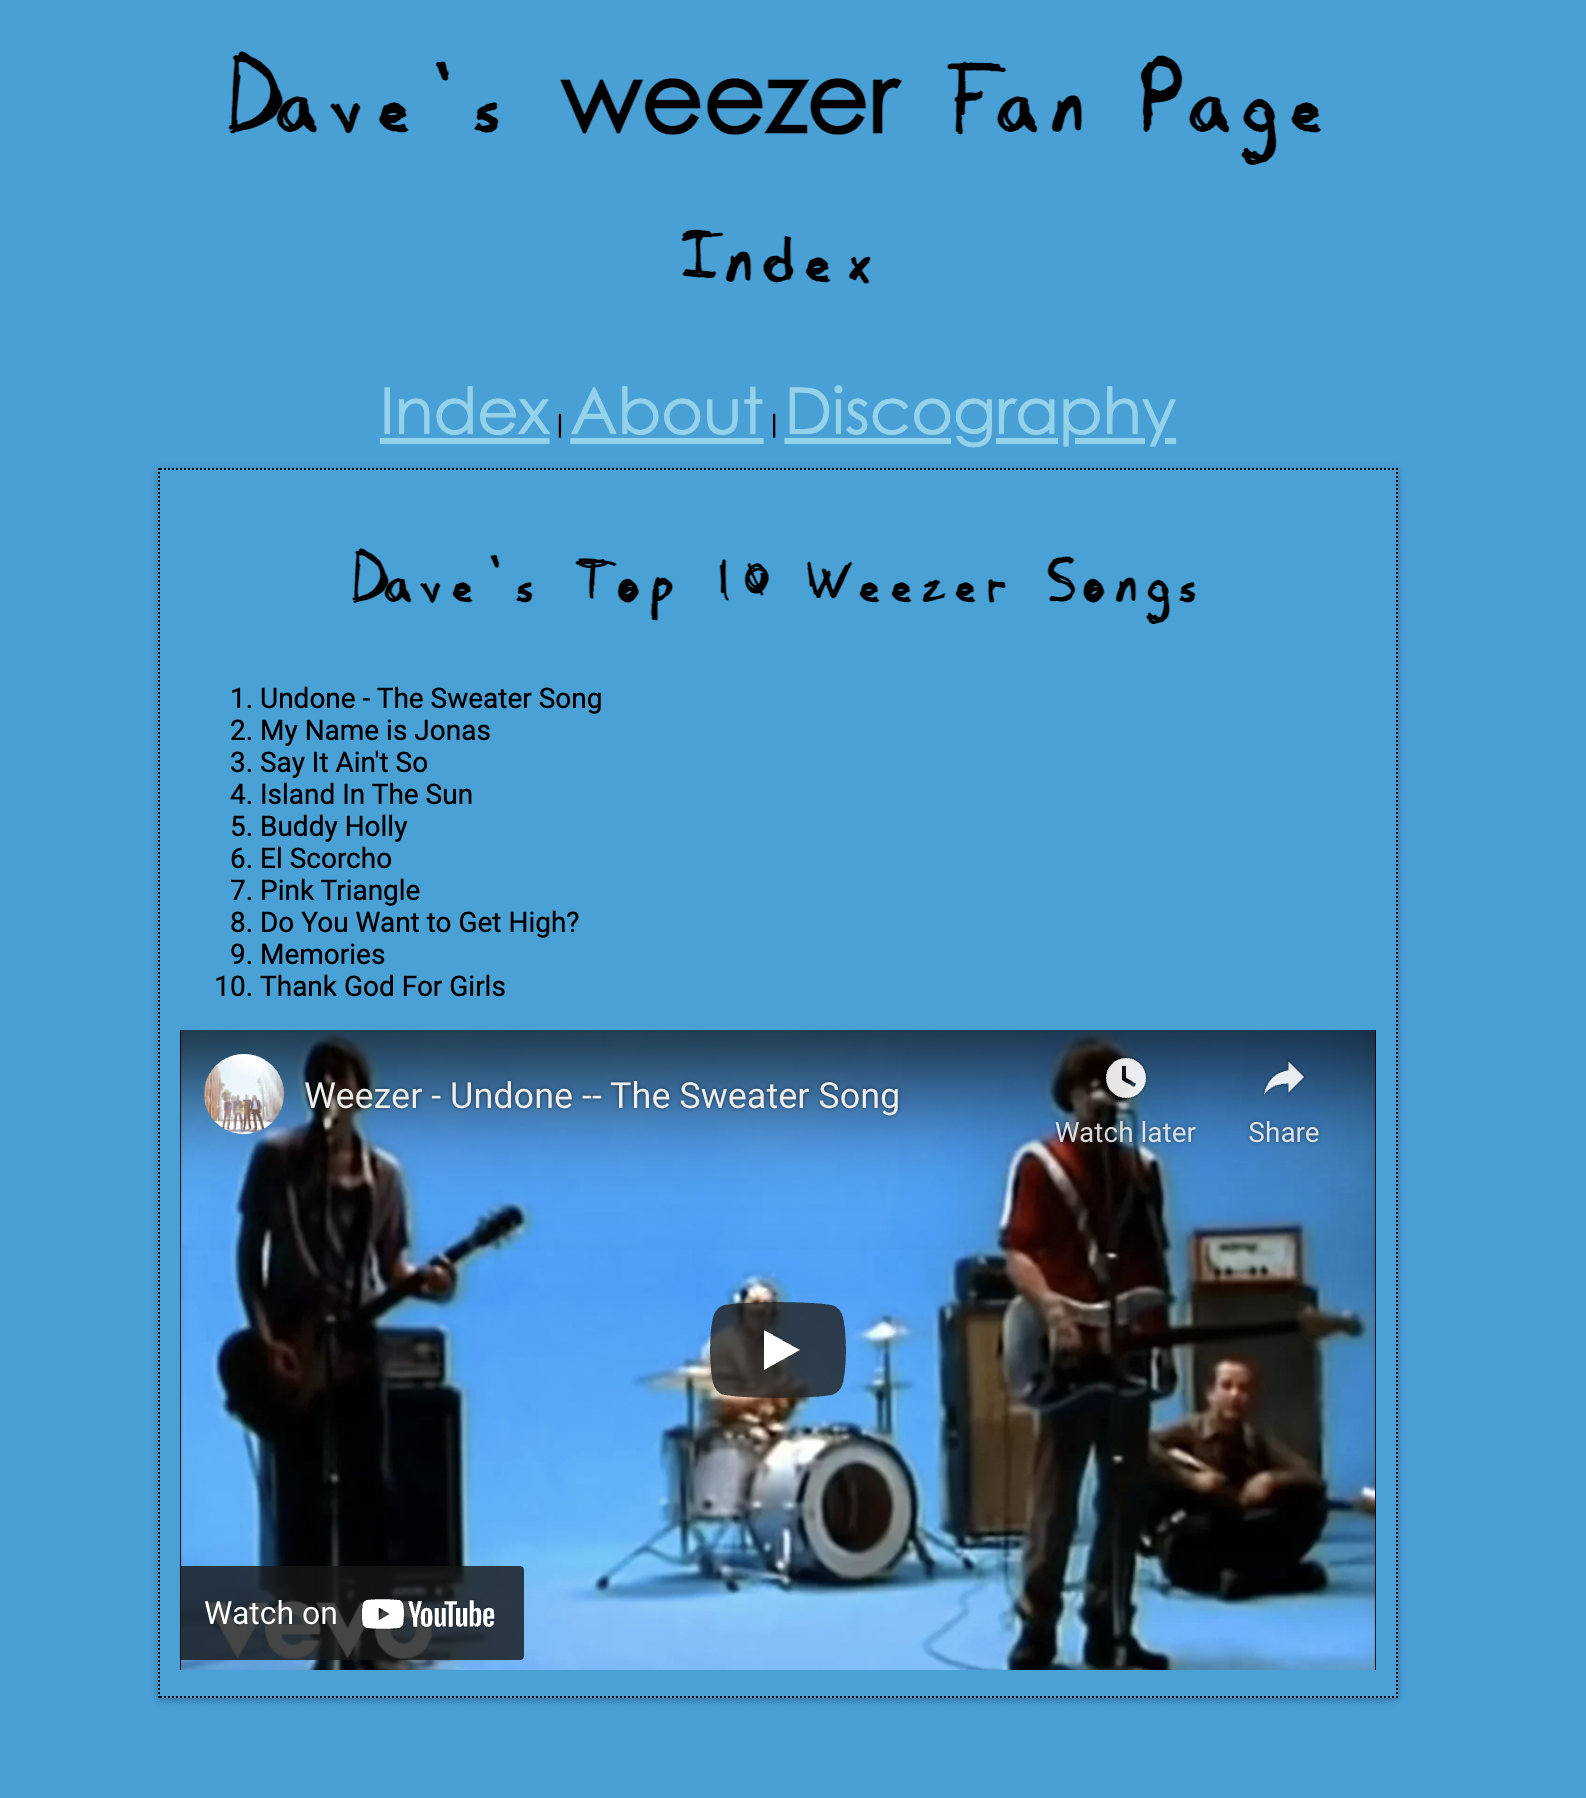 Dave's weezer Fan Page
Index
Index | About | Discography
Dave's Top 10 Weezer Songs
1. Undone - The Sweater Song
2. My Name is Jonas
3. Say It Ain't So
4. Island In The Sun
5. Buddy Holly
6. El Scorcho
7. Pink Triangle
8. Do You Want to Get High?
9. Memories
10. Thank God For Girls
Weezer - Undone -- The Sweater Song
Watch later
Share
Watch on YouTube
vevo